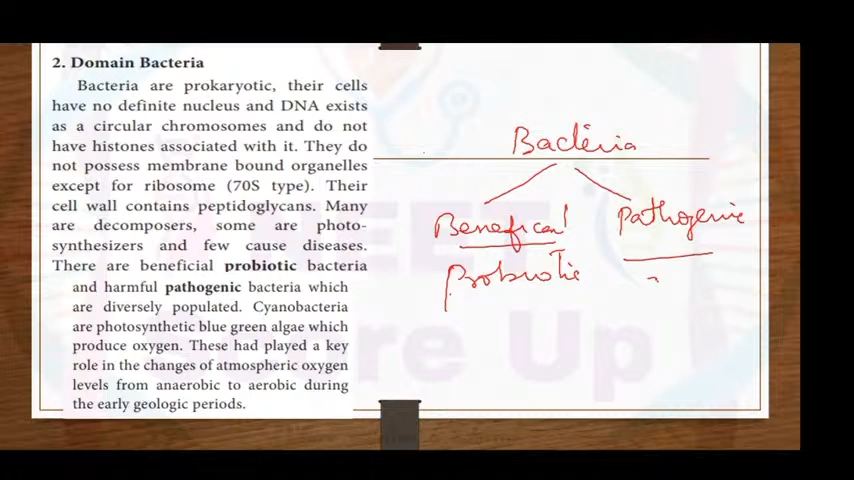 2. Domain Bacteria
Bacteria are prokaryotic, their cells
have no definite nucleus and DNA exists
as a circular chromosomes and do not
have histones associated with it. They do
not possess membrane bound organelles
except for ribosome (70S type). Their
cell wall contains peptidoglycans. Many
are decomposers, some are photo-
synthesizers and few cause diseases.
There are beneficial probiotic bacteria
and harmful pathogenic bacteria which
are diversely populated. Cyanobacteria
are photosynthetic blue green algae which
produce oxygen. These had played a key
role in the changes of atmospheric oxygen
levels from anaerobic to aerobic during
the early geologic periods.
Bacteria
Benefical
Pathogenic
Probiotic
NEET
Score Up